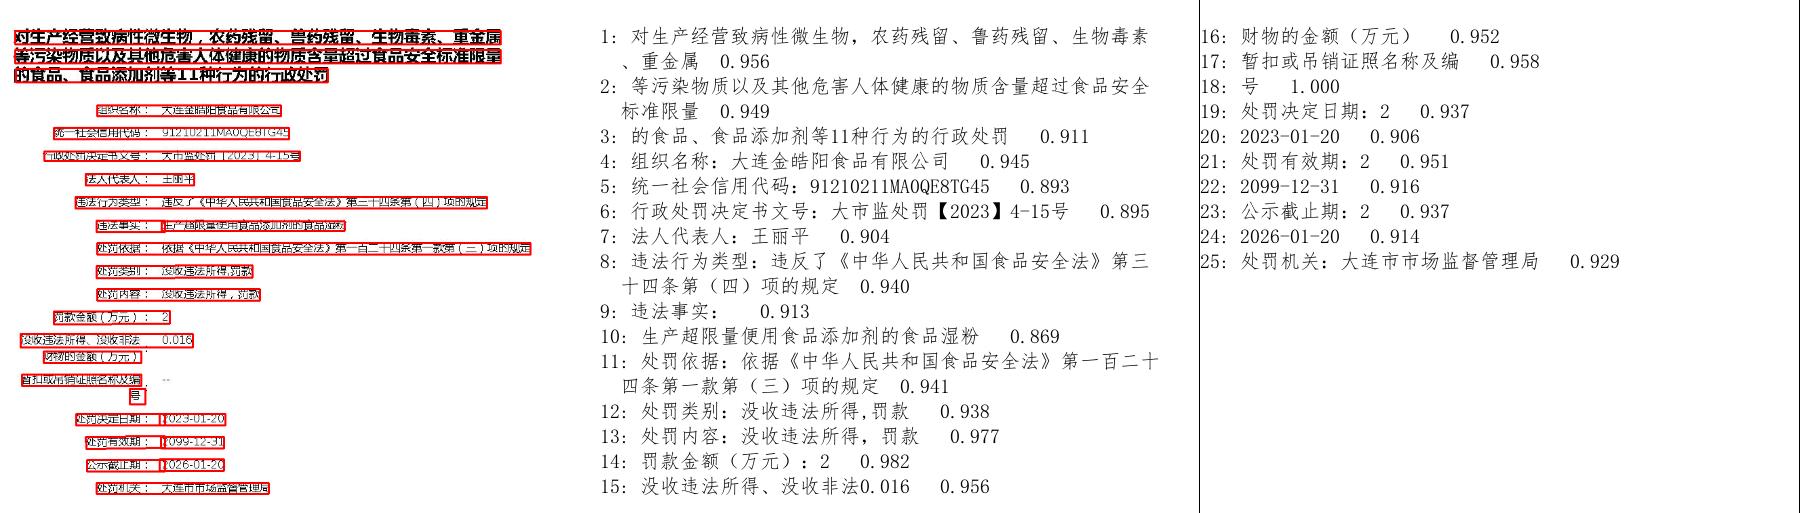 对生产经营致病性微生物，农药残留、兽药残留、生物毒素、重金属
等污染物质以及其他危害人体健康的物质含量超过食品安全标准限量
的食品、食品添加剂等11种行为的行政处罚
组织名称： 大连金皓阳食品有限公司
统一社会信用代码： 91210211MA0QE8TG45
行政处罚决定书文号： 大市监处罚【2023】4-15号
法人代表人： 王丽平
违法行为类型： 违反了《中华人民共和国食品安全法》第三十四条第（四）项的规定
违法事实： 生产超限量使用食品添加剂的食品湿粉
处罚依据： 依据《中华人民共和国食品安全法》第一百二十四条第一款第（三）项的规定
处罚类别： 没收违法所得,罚款
处罚内容： 没收违法所得，罚款
罚款金额（万元）： 2
没收违法所得、没收非法 0.016
财物的金额（万元）
暂扣或吊销证照名称及编 --
号
处罚决定日期： 2023-01-20
处罚有效期： 2099-12-31
公示截止期： 2026-01-20
处罚机关： 大连市市场监督管理局
1: 对生产经营致病性微生物，农药残留、鲁药残留、生物毒素
、重金属 0.956
2: 等污染物质以及其他危害人体健康的物质含量超过食品安全
标准限量 0.949
3: 的食品、食品添加剂等11种行为的行政处罚 0.911
4: 组织名称：大连金皓阳食品有限公司 0.945
5: 统一社会信用代码：91210211MA0QE8TG45 0.893
6: 行政处罚决定书文号：大市监处罚【2023】4-15号 0.895
7: 法人代表人：王丽平 0.904
8: 违法行为类型：违反了《中华人民共和国食品安全法》第三
十四条第（四）项的规定 0.940
9: 违法事实： 0.913
10: 生产超限量便用食品添加剂的食品湿粉 0.869
11: 处罚依据：依据《中华人民共和国食品安全法》第一百二十
四条第一款第（三）项的规定 0.941
12: 处罚类别：没收违法所得,罚款 0.938
13: 处罚内容：没收违法所得，罚款 0.977
14: 罚款金额（万元）：2 0.982
15: 没收违法所得、没收非法0.016 0.956
16: 财物的金额（万元） 0.952
17: 暂扣或吊销证照名称及编 0.958
18: 号 1.000
19: 处罚决定日期：2 0.937
20: 2023-01-20 0.906
21: 处罚有效期：2 0.951
22: 2099-12-31 0.916
23: 公示截止期：2 0.937
24: 2026-01-20 0.914
25: 处罚机关：大连市市场监督管理局 0.929